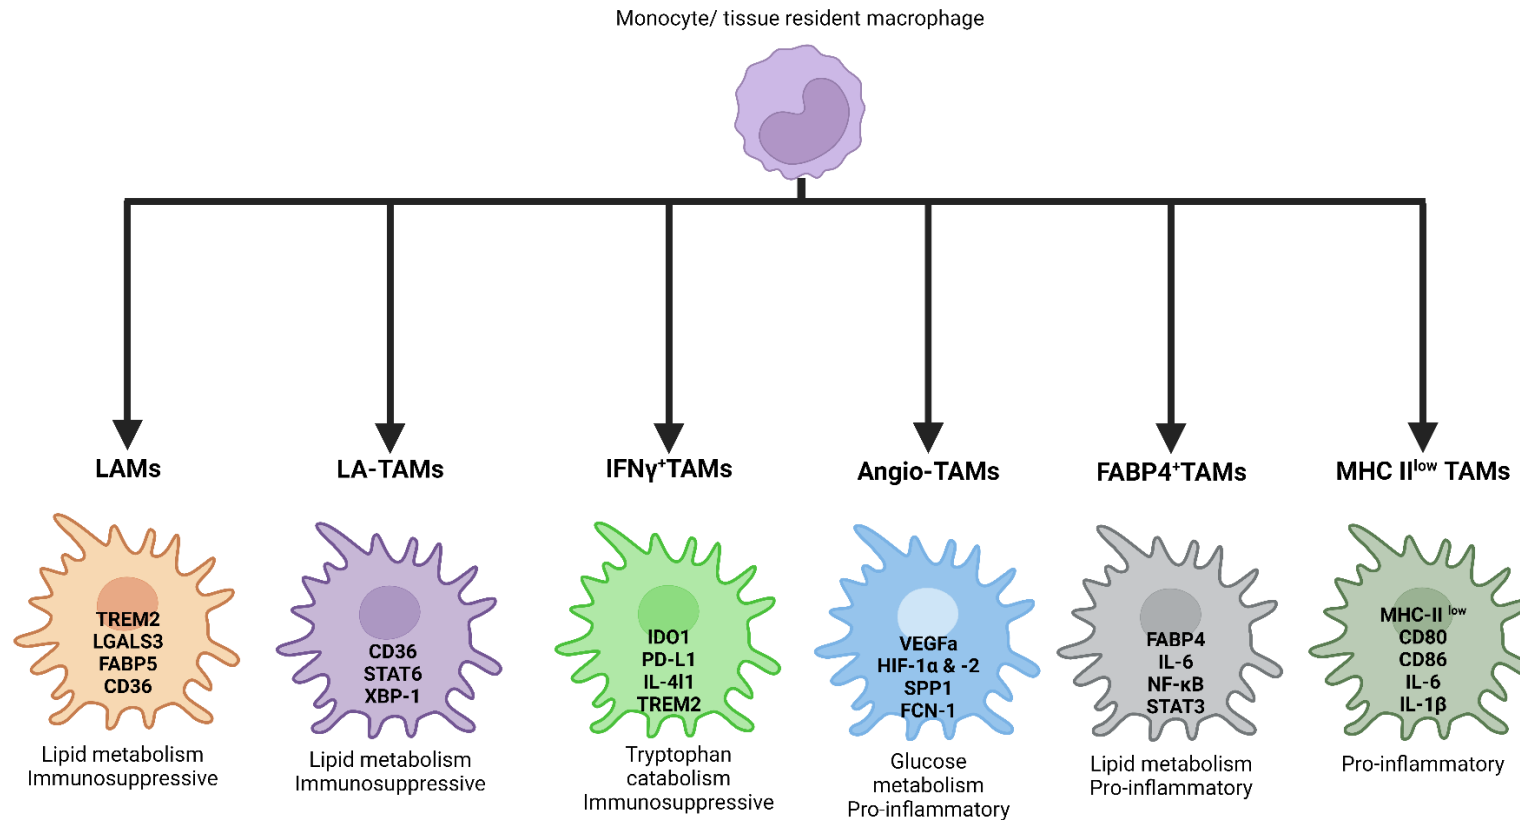 Monocyte/ tissue resident macrophage
LAMs
LA-TAMs
IFNγ⁺TAMs
Angio-TAMs
FABP4⁺TAMs
MHC IIˡᵒʷ TAMs
TREM2
LGALS3
FABP5
CD36
Lipid metabolism
Immunosuppressive
CD36
STAT6
XBP-1
Lipid metabolism
Immunosuppressive
IDO1
PD-L1
IL-4I1
TREM2
Tryptophan
catabolism
Immunosuppressive
VEGFa
HIF-1α & -2
SPP1
FCN-1
Glucose
metabolism
Pro-inflammatory
FABP4
IL-6
NF-κB
STAT3
Lipid metabolism
Pro-inflammatory
MHC-II ˡᵒʷ
CD80
CD86
IL-6
IL-1β
Pro-inflammatory